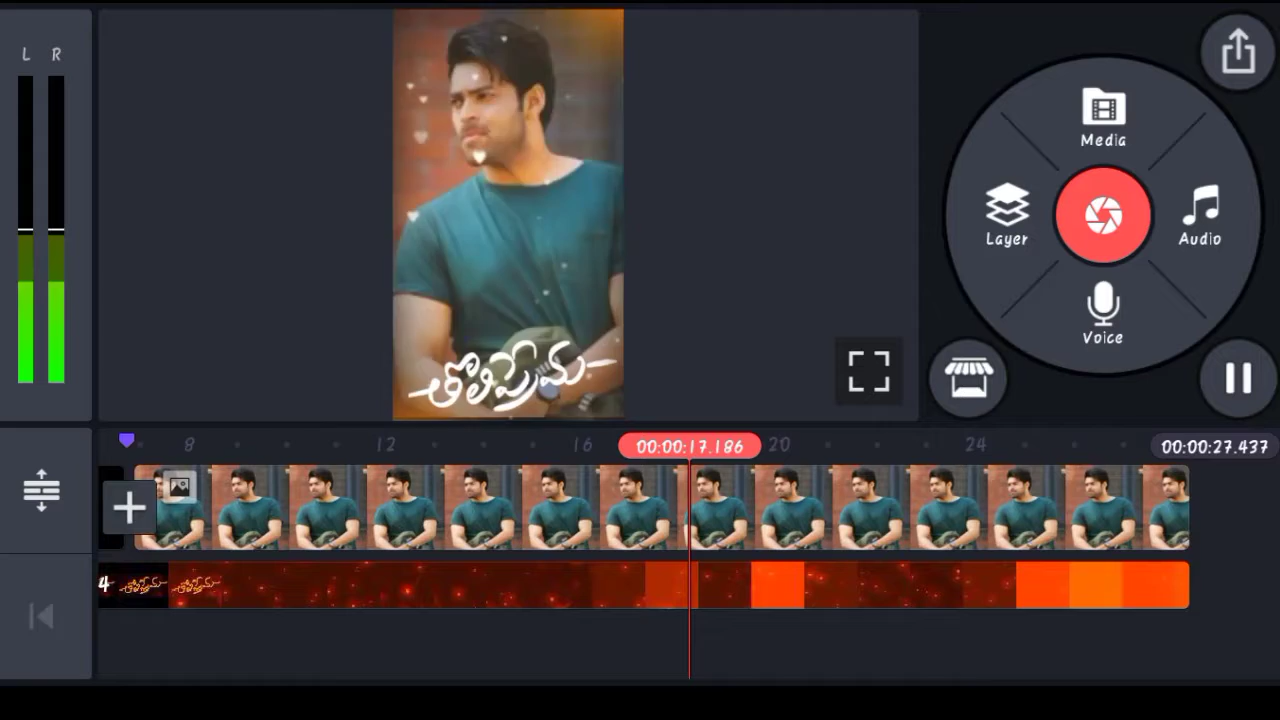 L R
Media
Layer
Audio
Voice
తొలిప్రేమ
8 12 16 00:00:17.186 20 24 00:00:27.437
4 తొలిప్రేమ తొలిప్రేమ